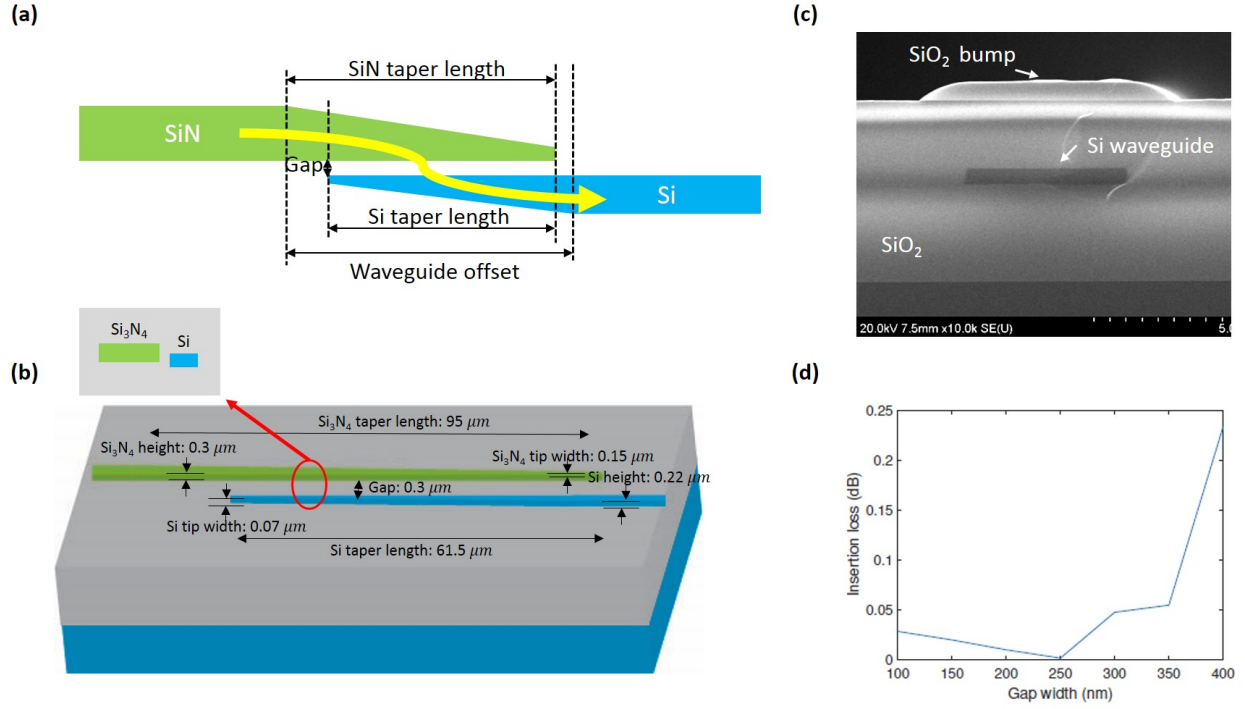 (a)
SiN taper length
SiN
Gap
Si
Si taper length
Waveguide offset
(b)
Si₃N₄
Si
Si₃N₄ taper length: 95 μm
Si₃N₄ height: 0.3 μm
Si₃N₄ tip width: 0.15 μm
Si height: 0.22 μm
Gap: 0.3 μm
Si tip width: 0.07 μm
Si taper length: 61.5 μm
(c)
SiO₂ bump
Si waveguide
SiO₂
20.0kV 7.5mm x10.0k SE(U)
5.0
(d)
0.25
0.2
0.15
0.1
0.05
0
Insertion loss (dB)
100 150 200 250 300 350 400
Gap width (nm)